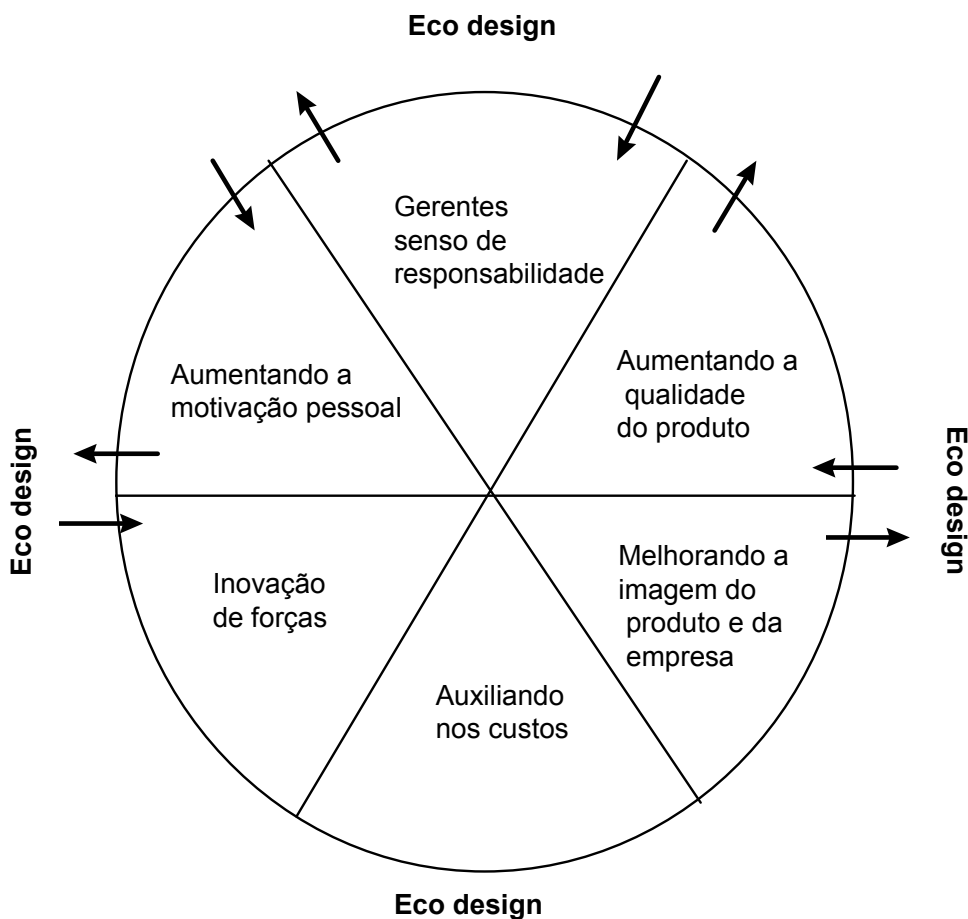 Eco design
Gerentes
senso de
responsabilidade
Aumentando a
motivação pessoal
Aumentando a
qualidade
do produto
Eco design
Eco design
Inovação
de forças
Melhorando a
imagem do
produto e da
empresa
Auxiliando
nos custos
Eco design